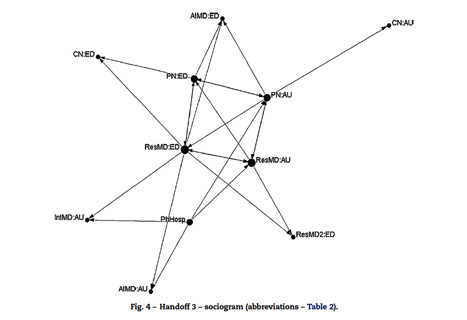 AIMD:ED
CN:AU
CN:ED
PN:ED
PN:AU
ResMD:ED
ResMD:AU
IntMD:AU
PhHosp
ResMD2:ED
AIMD:AU
Fig. 4 – Handoff 3 – sociogram (abbreviations – Table 2).